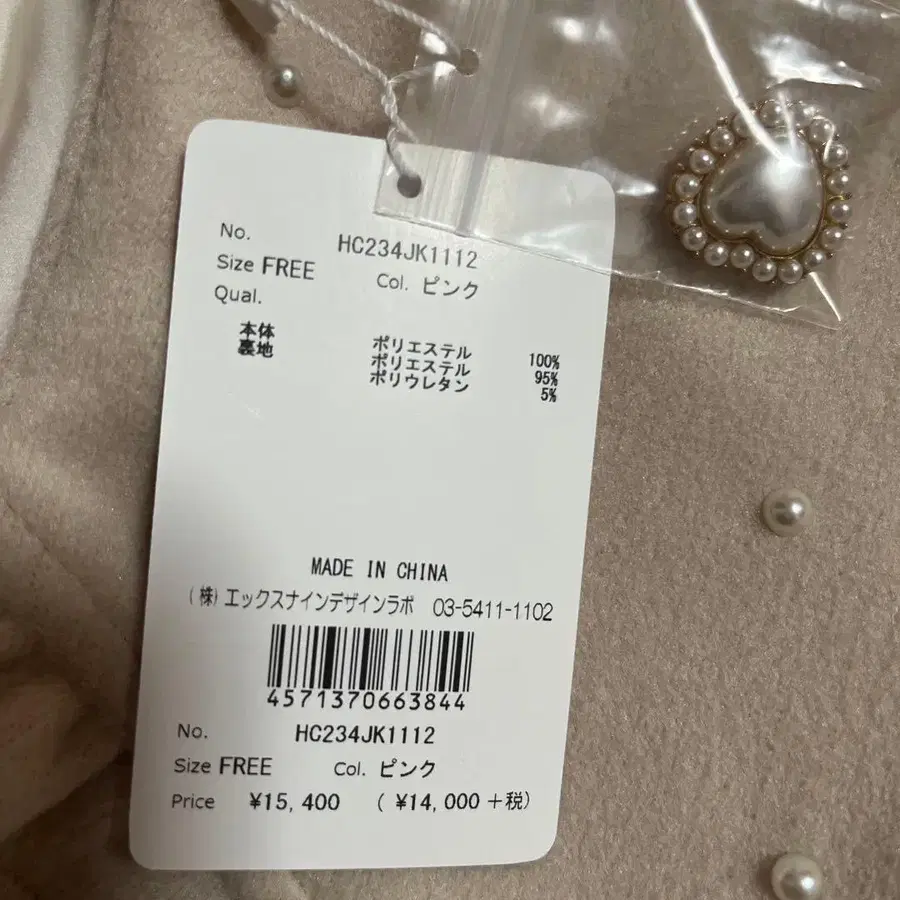 No. HC234JK1112
Size FREE Col. ピンク
Qual.
本体 ポリエステル 100%
裏地 ポリエステル 95%
ポリウレタン 5%
MADE IN CHINA
(株)エックスナインデザインラボ 03-5411-1102
4571370663844
No. HC234JK1112
Size FREE Col. ピンク
Price ¥15,400 ( ¥14,000+税)